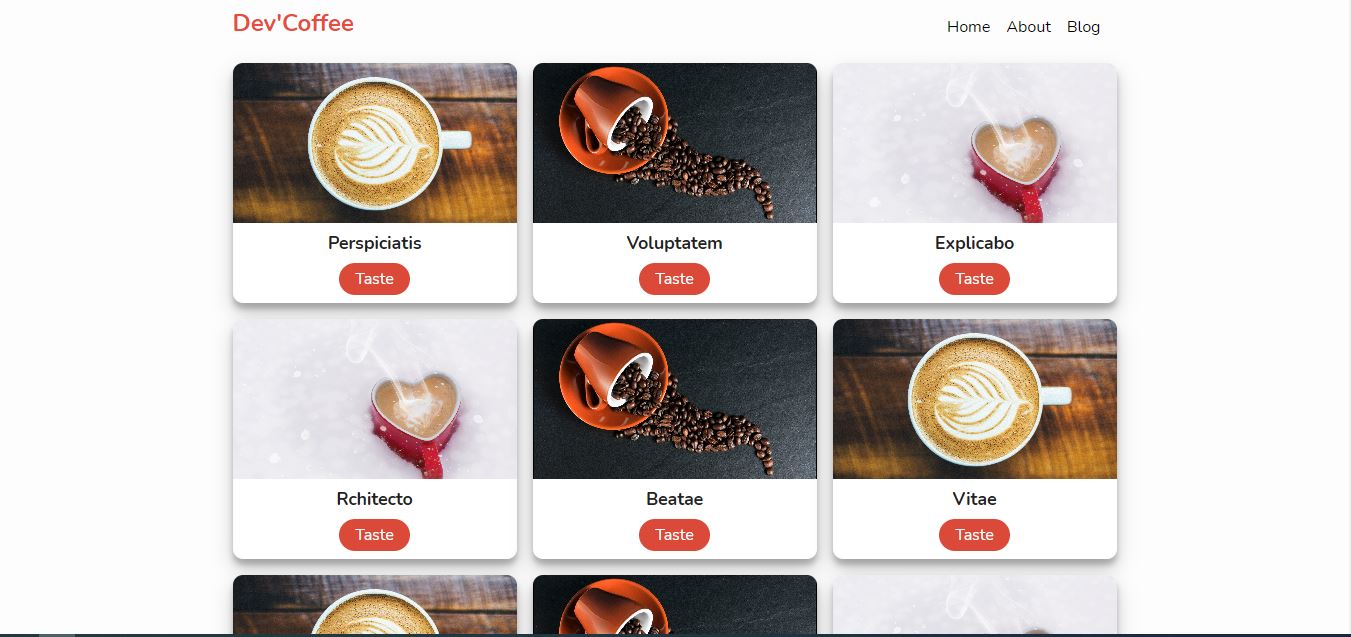 Dev'Coffee
Home About Blog
Perspiciatis
Taste
Voluptatem
Taste
Explicabo
Taste
Rchitecto
Taste
Beatae
Taste
Vitae
Taste